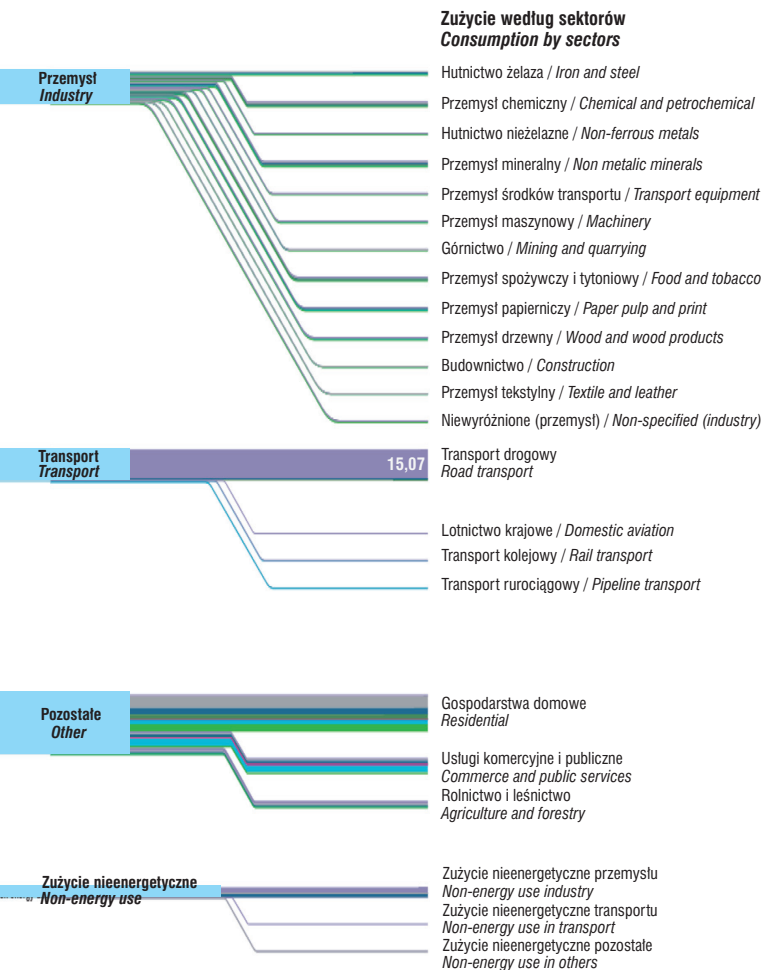 Zużycie według sektorów
Consumption by sectors
Przemysł
Industry
Hutnictwo żelaza / Iron and steel
Przemysł chemiczny / Chemical and petrochemical
Hutnictwo nieżelazne / Non-ferrous metals
Przemysł mineralny / Non metalic minerals
Przemysł środków transportu / Transport equipment
Przemysł maszynowy / Machinery
Górnictwo / Mining and quarrying
Przemysł spożywczy i tytoniowy / Food and tobacco
Przemysł papierniczy / Paper pulp and print
Przemysł drzewny / Wood and wood products
Budownictwo / Construction
Przemysł tekstylny / Textile and leather
Niewyróżnione (przemysł) / Non-specified (industry)
Transport
Transport
15,07
Transport drogowy
Road transport
Lotnictwo krajowe / Domestic aviation
Transport kolejowy / Rail transport
Transport rurociągowy / Pipeline transport
Pozostałe
Other
Gospodarstwa domowe
Residential
Usługi komercyjne i publiczne
Commerce and public services
Rolnictwo i leśnictwo
Agriculture and forestry
Zużycie nieenergetyczne
Non-energy use
Zużycie nieenergetyczne przemysłu
Non-energy use industry
Zużycie nieenergetyczne transportu
Non-energy use in transport
Zużycie nieenergetyczne pozostałe
Non-energy use in others